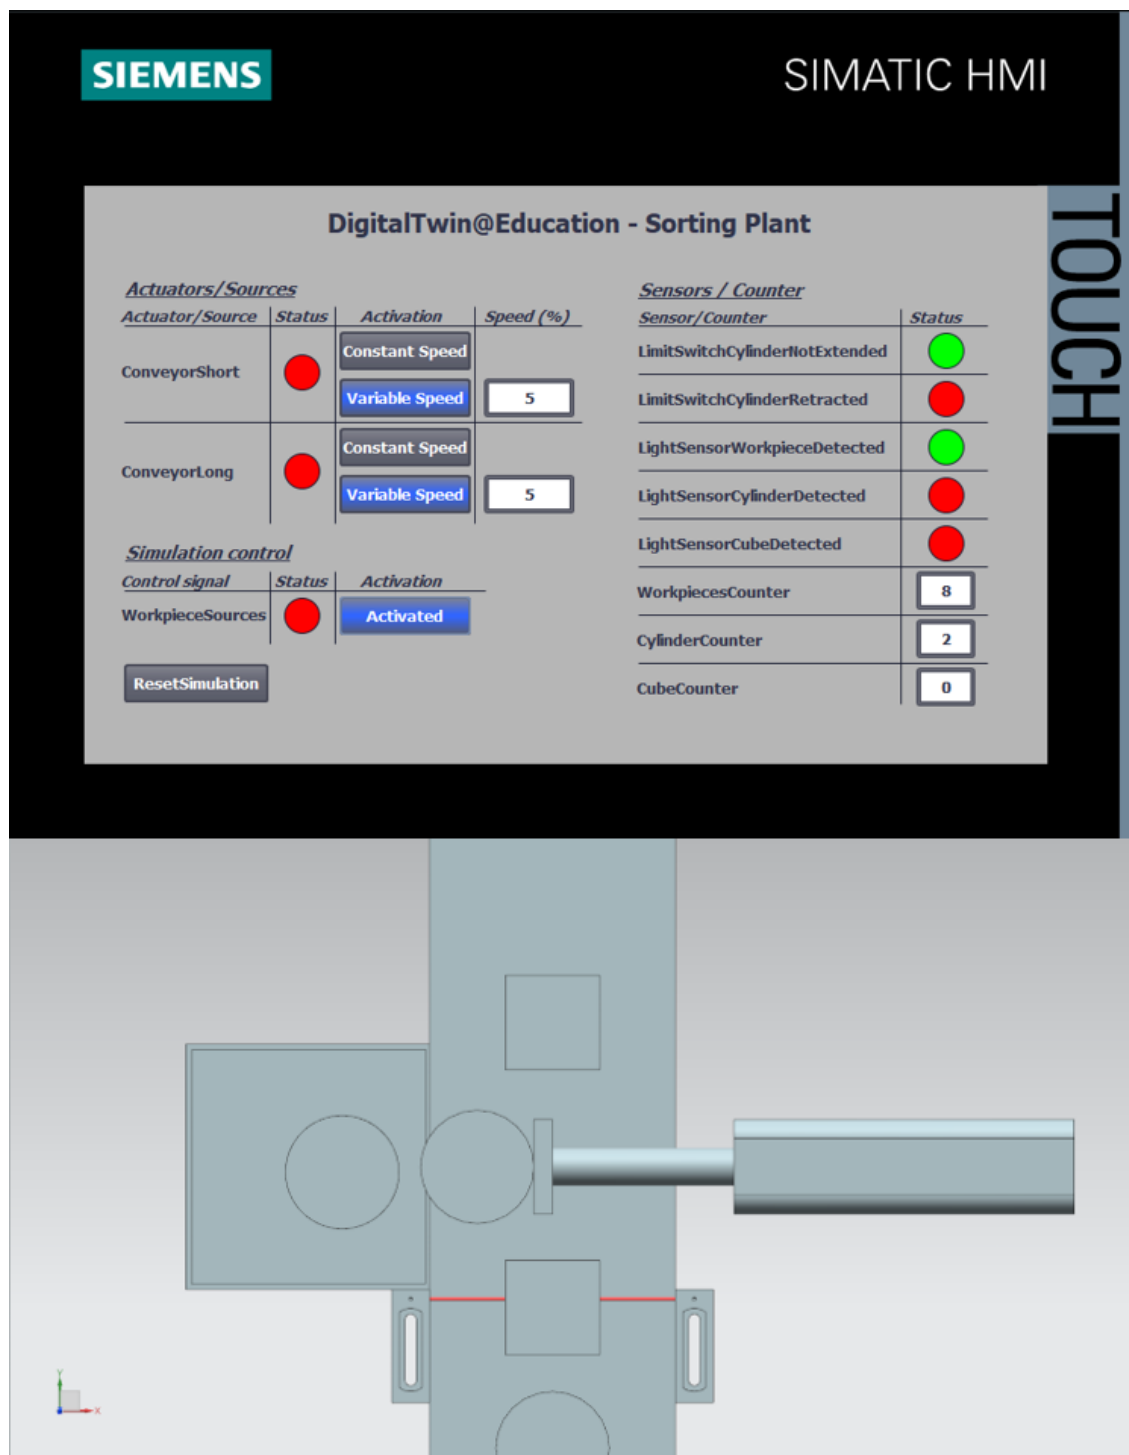 SIEMENS
SIMATIC HMI
TOUCH
DigitalTwin@Education - Sorting Plant
Actuators/Sources
Actuator/Source Status Activation Speed (%)
ConveyorShort
Constant Speed
Variable Speed 5
ConveyorLong
Constant Speed
Variable Speed 5
Simulation control
Control signal Status Activation
WorkpieceSources Activated
ResetSimulation
Sensors / Counter
Sensor/Counter Status
LimitSwitchCylinderNotExtended
LimitSwitchCylinderRetracted
LightSensorWorkpieceDetected
LightSensorCylinderDetected
LightSensorCubeDetected
WorkpiecesCounter 8
CylinderCounter 2
CubeCounter 0
Y
X